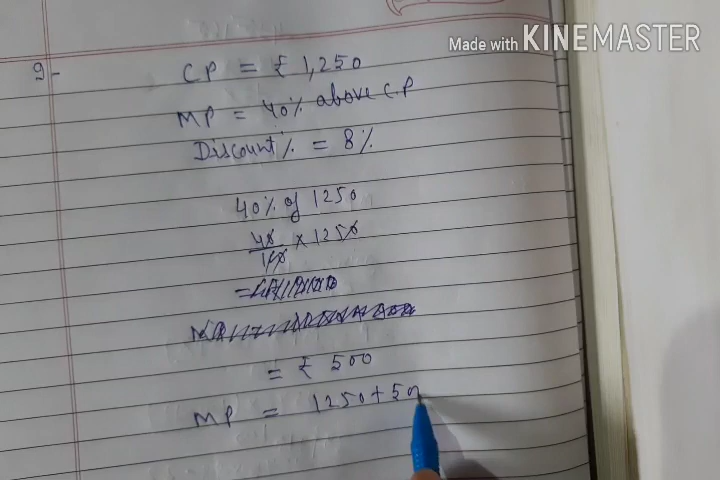 Made with KINEMASTER
9- CP = ₹ 1,250
MP = 40% above C.P
Discount % = 8%
40% of 1250
40/100 × 1250
= ₹ 500
MP = 1250 + 50